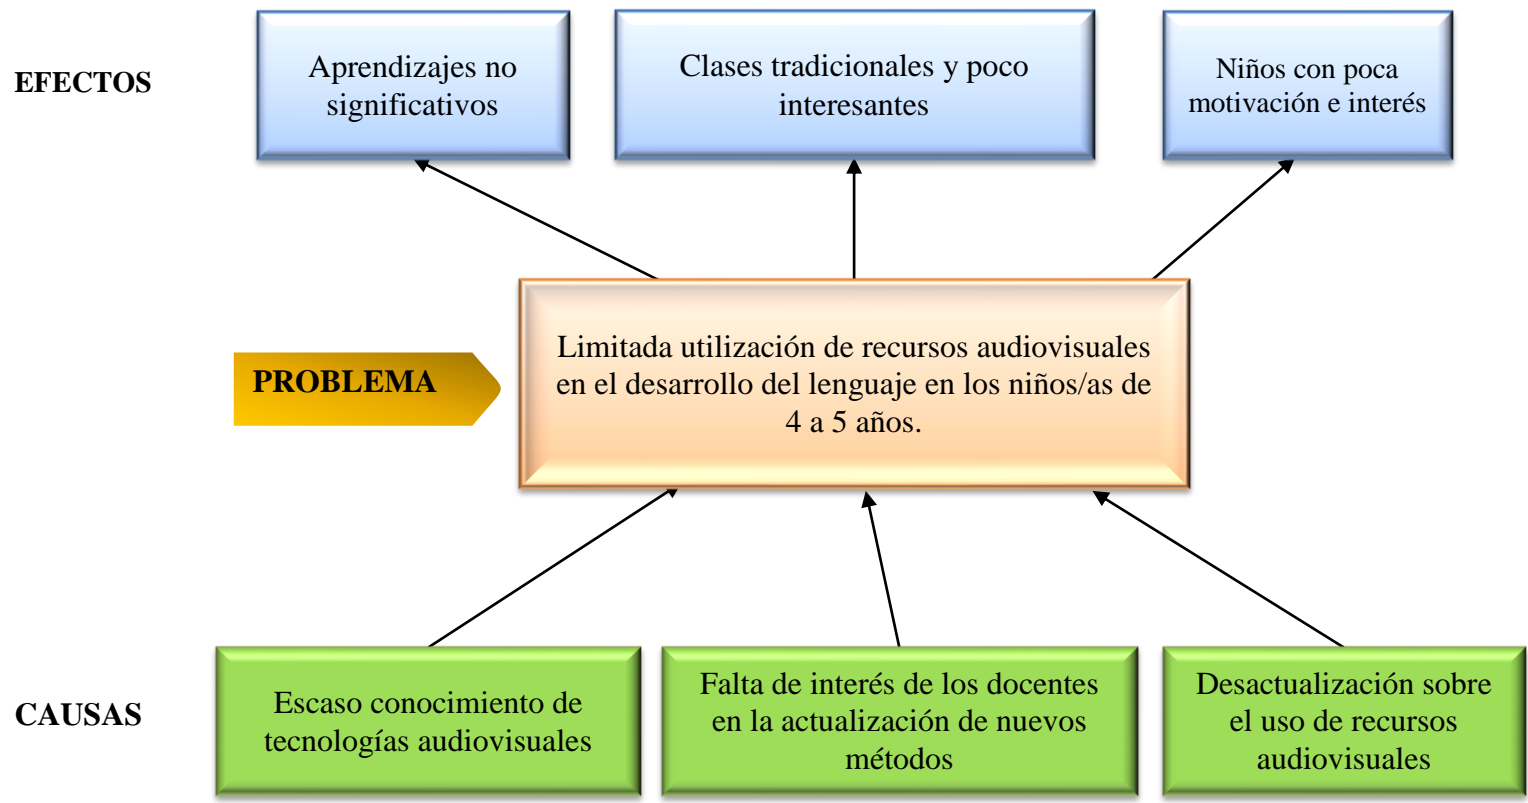 EFECTOS
Aprendizajes no
significativos
Clases tradicionales y poco
interesantes
Niños con poca
motivación e interés
PROBLEMA
Limitada utilización de recursos audiovisuales
en el desarrollo del lenguaje en los niños/as de
4 a 5 años.
CAUSAS
Escaso conocimiento de
tecnologías audiovisuales
Falta de interés de los docentes
en la actualización de nuevos
métodos
Desactualización sobre
el uso de recursos
audiovisuales